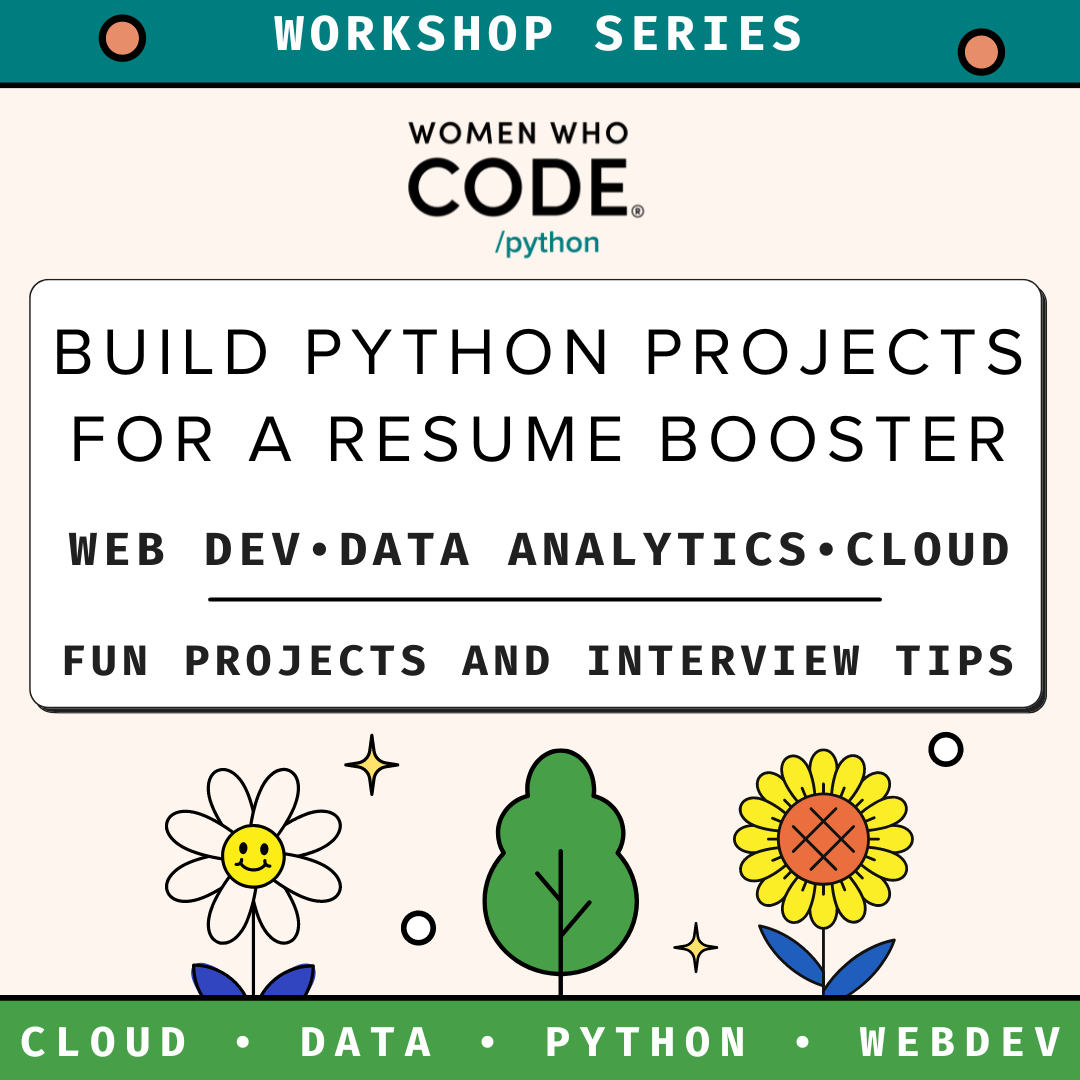 WORKSHOP SERIES
WOMEN WHO
CODE®
/python
BUILD PYTHON PROJECTS
FOR A RESUME BOOSTER
WEB DEV•DATA ANALYTICS•CLOUD
FUN PROJECTS AND INTERVIEW TIPS
CLOUD • DATA • PYTHON • WEBDEV